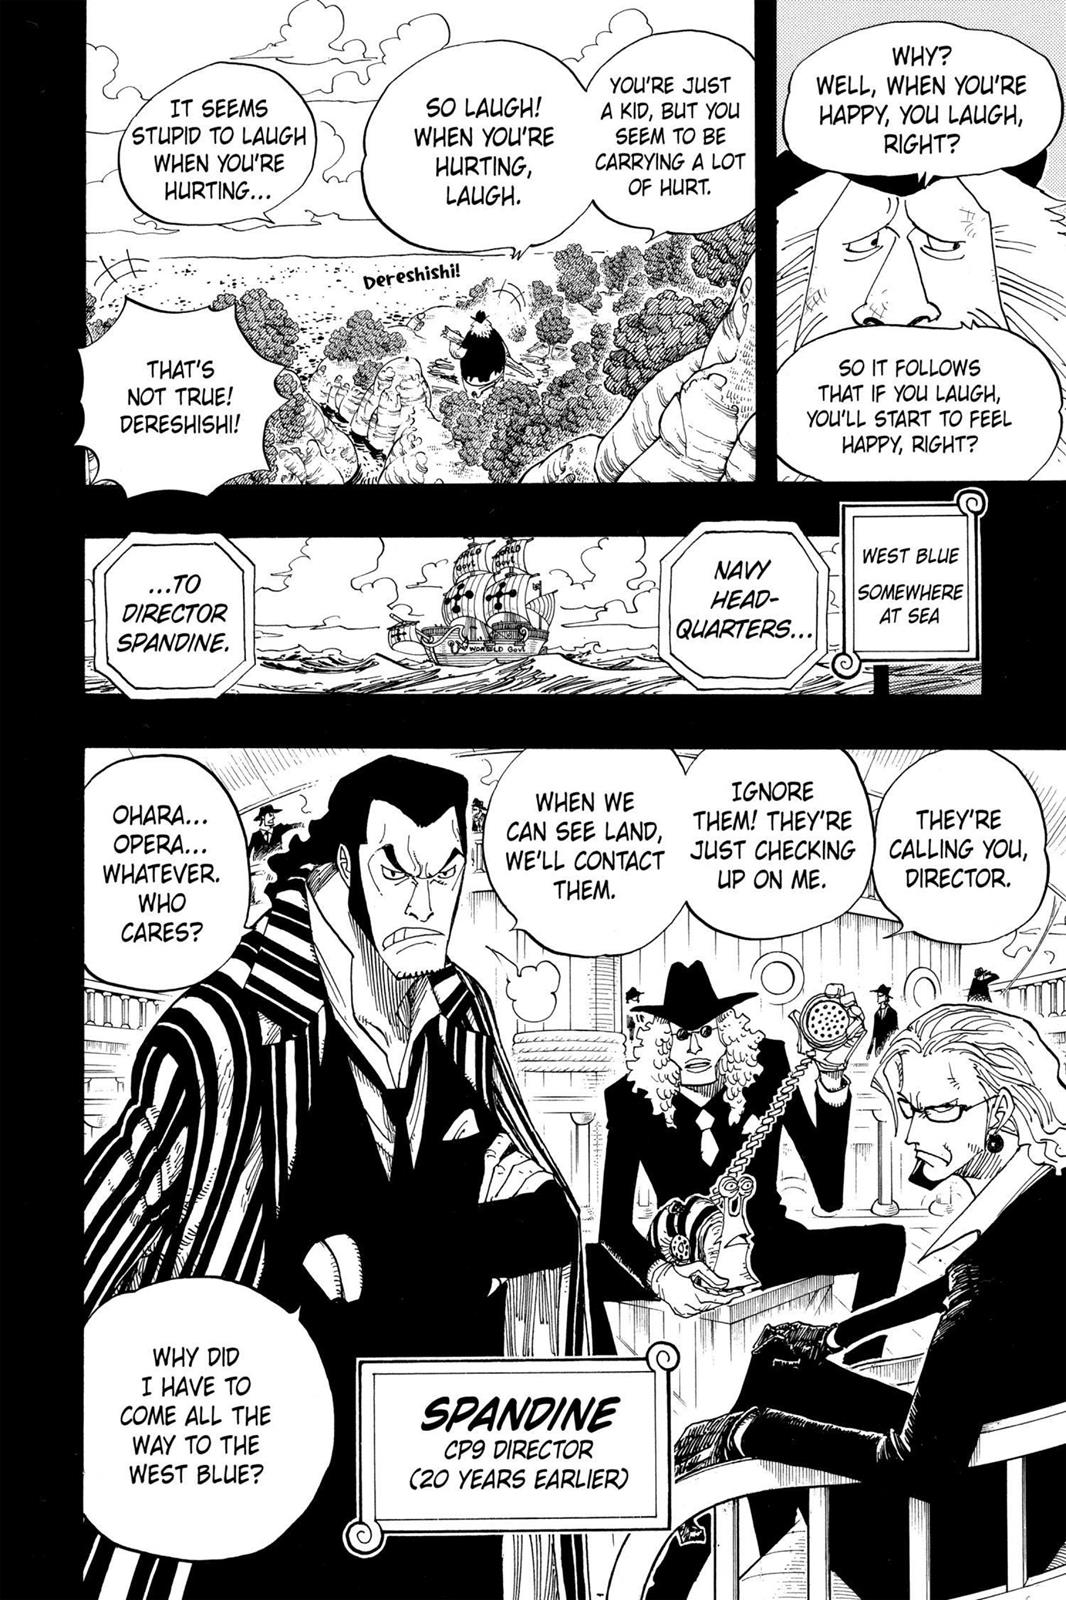 WHY?
WELL, WHEN YOU'RE
HAPPY, YOU LAUGH,
RIGHT?
SO IT FOLLOWS
THAT IF YOU LAUGH,
YOU'LL START TO FEEL
HAPPY, RIGHT?
YOU'RE JUST
A KID, BUT YOU
SEEM TO BE
CARRYING A LOT
OF HURT.
SO LAUGH!
WHEN YOU'RE
HURTING,
LAUGH.
IT SEEMS
STUPID TO LAUGH
WHEN YOU'RE
HURTING...
Dereshishi!
THAT'S
NOT TRUE!
DERESHISHI!
WEST BLUE
SOMEWHERE
AT SEA
NAVY
HEAD-
QUARTERS...
WORLD
Govt
WORLD
Govt
WORLD Govt
...TO
DIRECTOR
SPANDINE.
THEY'RE
CALLING YOU,
DIRECTOR.
IGNORE
THEM! THEY'RE
JUST CHECKING
UP ON ME.
WHEN WE
CAN SEE LAND,
WE'LL CONTACT
THEM.
OHARA...
OPERA...
WHATEVER.
WHO
CARES?
WHY DID
I HAVE TO
COME ALL THE
WAY TO THE
WEST BLUE?
SPANDINE
CP9 DIRECTOR
(20 YEARS EARLIER)